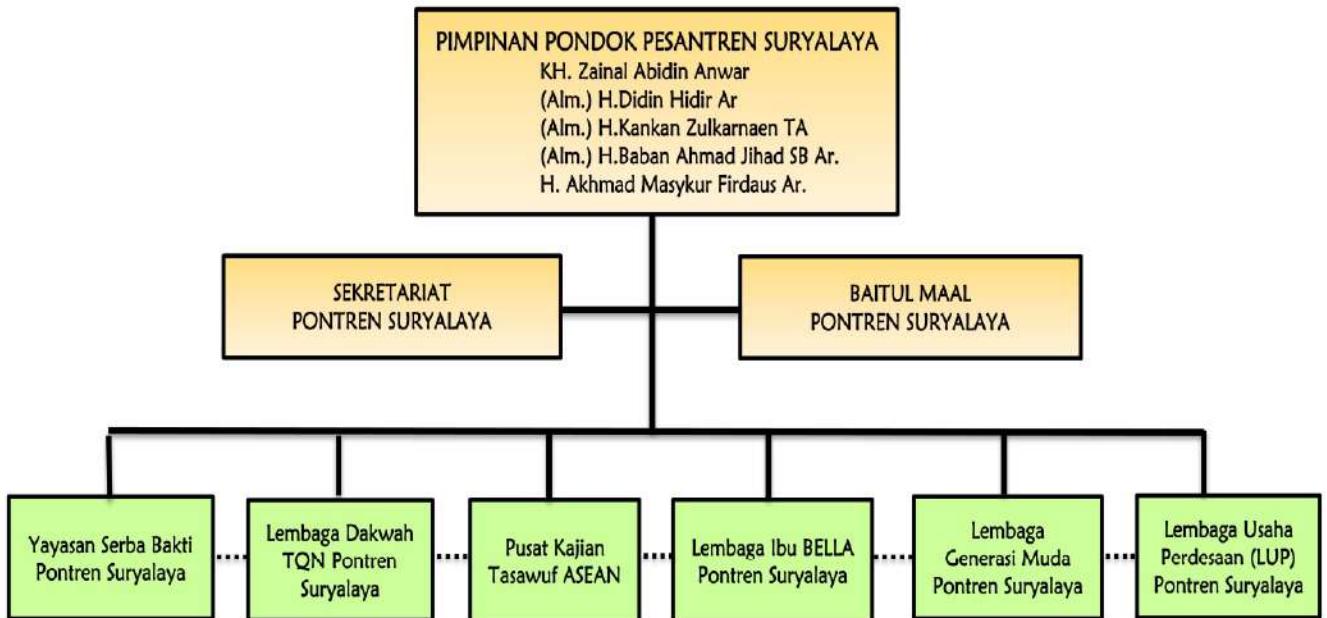 PIMPINAN PONDOK PESANTREN SURYALAYA
KH. Zainal Abidin Anwar
(Alm.) H.Didin Hidir Ar
(Alm.) H.Kankan Zulkarnaen TA
(Alm.) H.Baban Ahmad Jihad SB Ar.
H. Akhmad Masykur Firdaus Ar.
SEKRETARIAT
PONTREN SURYALAYA
BAITUL MAAL
PONTREN SURYALAYA
Yayasan Serba Bakti
Pontren Suryalaya
Lembaga Dakwah
TQN Pontren
Suryalaya
Pusat Kajian
Tasawuf ASEAN
Lembaga Ibu BELLA
Pontren Suryalaya
Lembaga
Generasi Muda
Pontren Suryalaya
Lembaga Usaha
Perdesaan (LUP)
Pontren Suryalaya